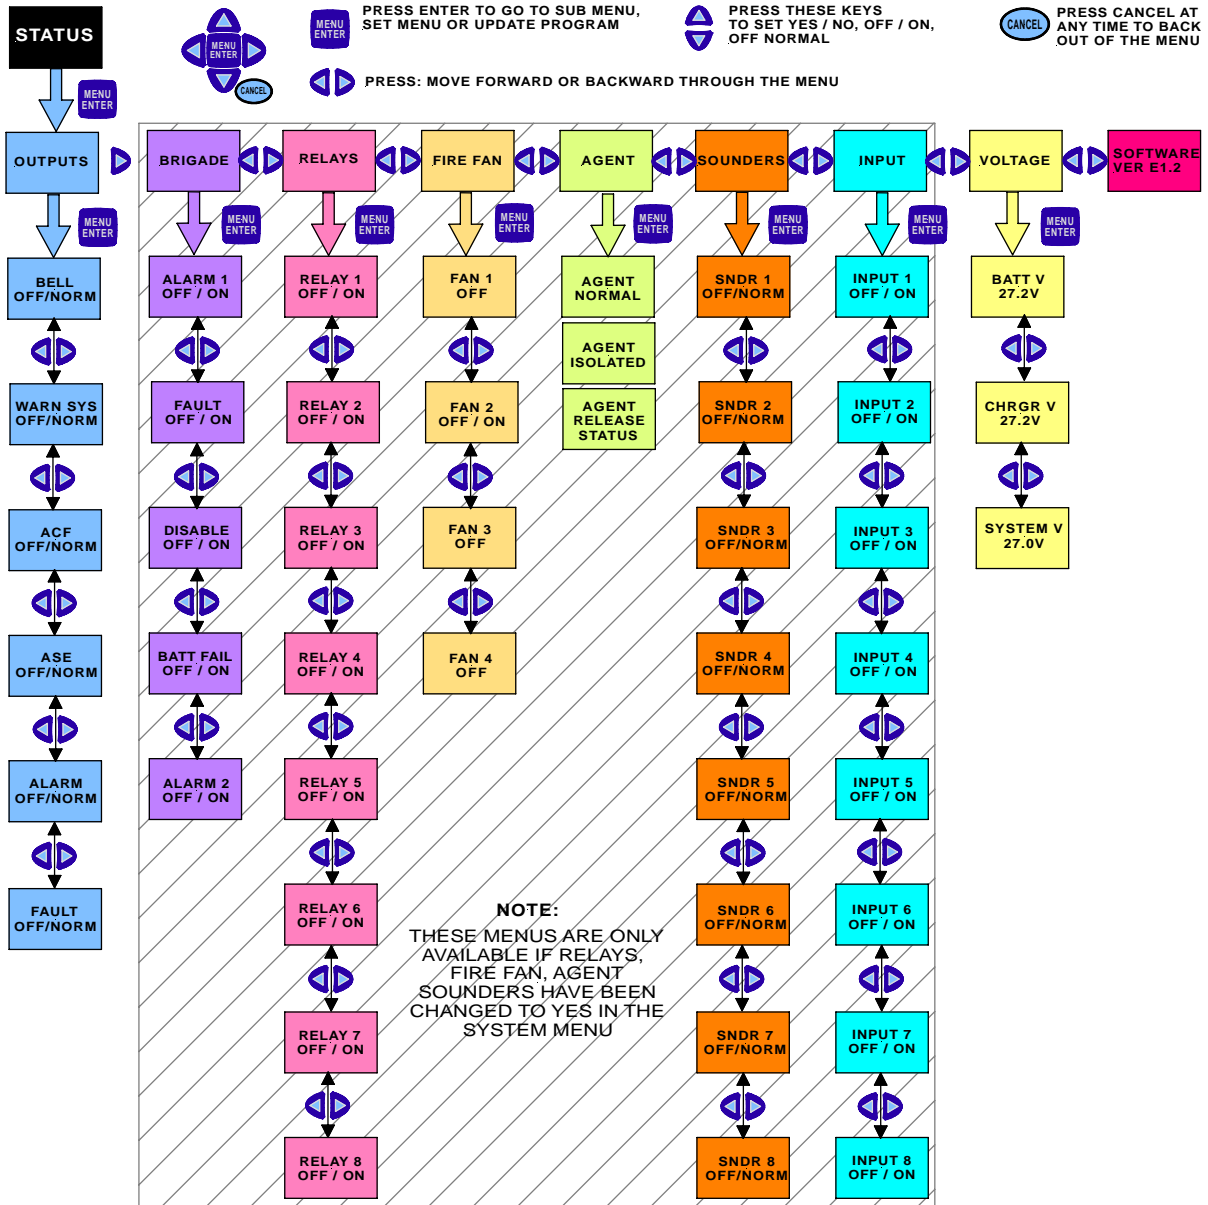 STATUS
MENU
ENTER
CANCEL
MENU
ENTER
PRESS ENTER TO GO TO SUB MENU,
SET MENU OR UPDATE PROGRAM
PRESS THESE KEYS
TO SET YES / NO, OFF / ON,
OFF NORMAL
CANCEL
PRESS CANCEL AT
ANY TIME TO BACK
OUT OF THE MENU
PRESS: MOVE FORWARD OR BACKWARD THROUGH THE MENU
MENU
ENTER
OUTPUTS
BRIGADE
RELAYS
FIRE FAN
AGENT
SOUNDERS
INPUT
VOLTAGE
SOFTWARE
VER E1.2
MENU
ENTER
MENU
ENTER
MENU
ENTER
MENU
ENTER
MENU
ENTER
MENU
ENTER
MENU
ENTER
MENU
ENTER
BELL
OFF/NORM
WARN SYS
OFF/NORM
ACF
OFF/NORM
ASE
OFF/NORM
ALARM
OFF/NORM
FAULT
OFF/NORM
ALARM 1
OFF / ON
FAULT
OFF / ON
DISABLE
OFF / ON
BATT FAIL
OFF / ON
ALARM 2
OFF / ON
RELAY 1
OFF / ON
RELAY 2
OFF / ON
RELAY 3
OFF / ON
RELAY 4
OFF / ON
RELAY 5
OFF / ON
RELAY 6
OFF / ON
RELAY 7
OFF / ON
RELAY 8
OFF / ON
FAN 1
OFF
FAN 2
OFF / ON
FAN 3
OFF
FAN 4
OFF
AGENT
NORMAL
AGENT
ISOLATED
AGENT
RELEASE
STATUS
SNDR 1
OFF/NORM
SNDR 2
OFF/NORM
SNDR 3
OFF/NORM
SNDR 4
OFF/NORM
SNDR 5
OFF/NORM
SNDR 6
OFF/NORM
SNDR 7
OFF/NORM
SNDR 8
OFF/NORM
INPUT 1
OFF / ON
INPUT 2
OFF / ON
INPUT 3
OFF / ON
INPUT 4
OFF / ON
INPUT 5
OFF / ON
INPUT 6
OFF / ON
INPUT 7
OFF / ON
INPUT 8
OFF / ON
BATT V
27.2V
CHRGR V
27.2V
SYSTEM V
27.0V
NOTE:
THESE MENUS ARE ONLY
AVAILABLE IF RELAYS,
FIRE FAN, AGENT
SOUNDERS HAVE BEEN
CHANGED TO YES IN THE
SYSTEM MENU